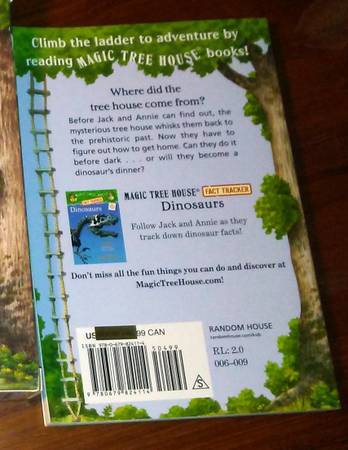 Climb the ladder to adventure by
reading MAGIC TREE HOUSE® books!
Where did the
tree house come from?
Before Jack and Annie can find out, the
mysterious tree house whisks them back to
the prehistoric past. Now they have to
figure out how to get home. Can they do it
before dark . . . or will they become a
dinosaur's dinner?
MAGIC TREE HOUSE® FACT TRACKER
Dinosaurs
Dinosaurs
Follow Jack and Annie as they
track down dinosaur facts!
Don't miss all the fun things you can do and discover at
MagicTreeHouse.com!
US 99 CAN
ISBN 978-0-679-82411-4
50499
9 780679 824114
S
RANDOM HOUSE
randomhouse.com/kids
RL: 2.0
006-009